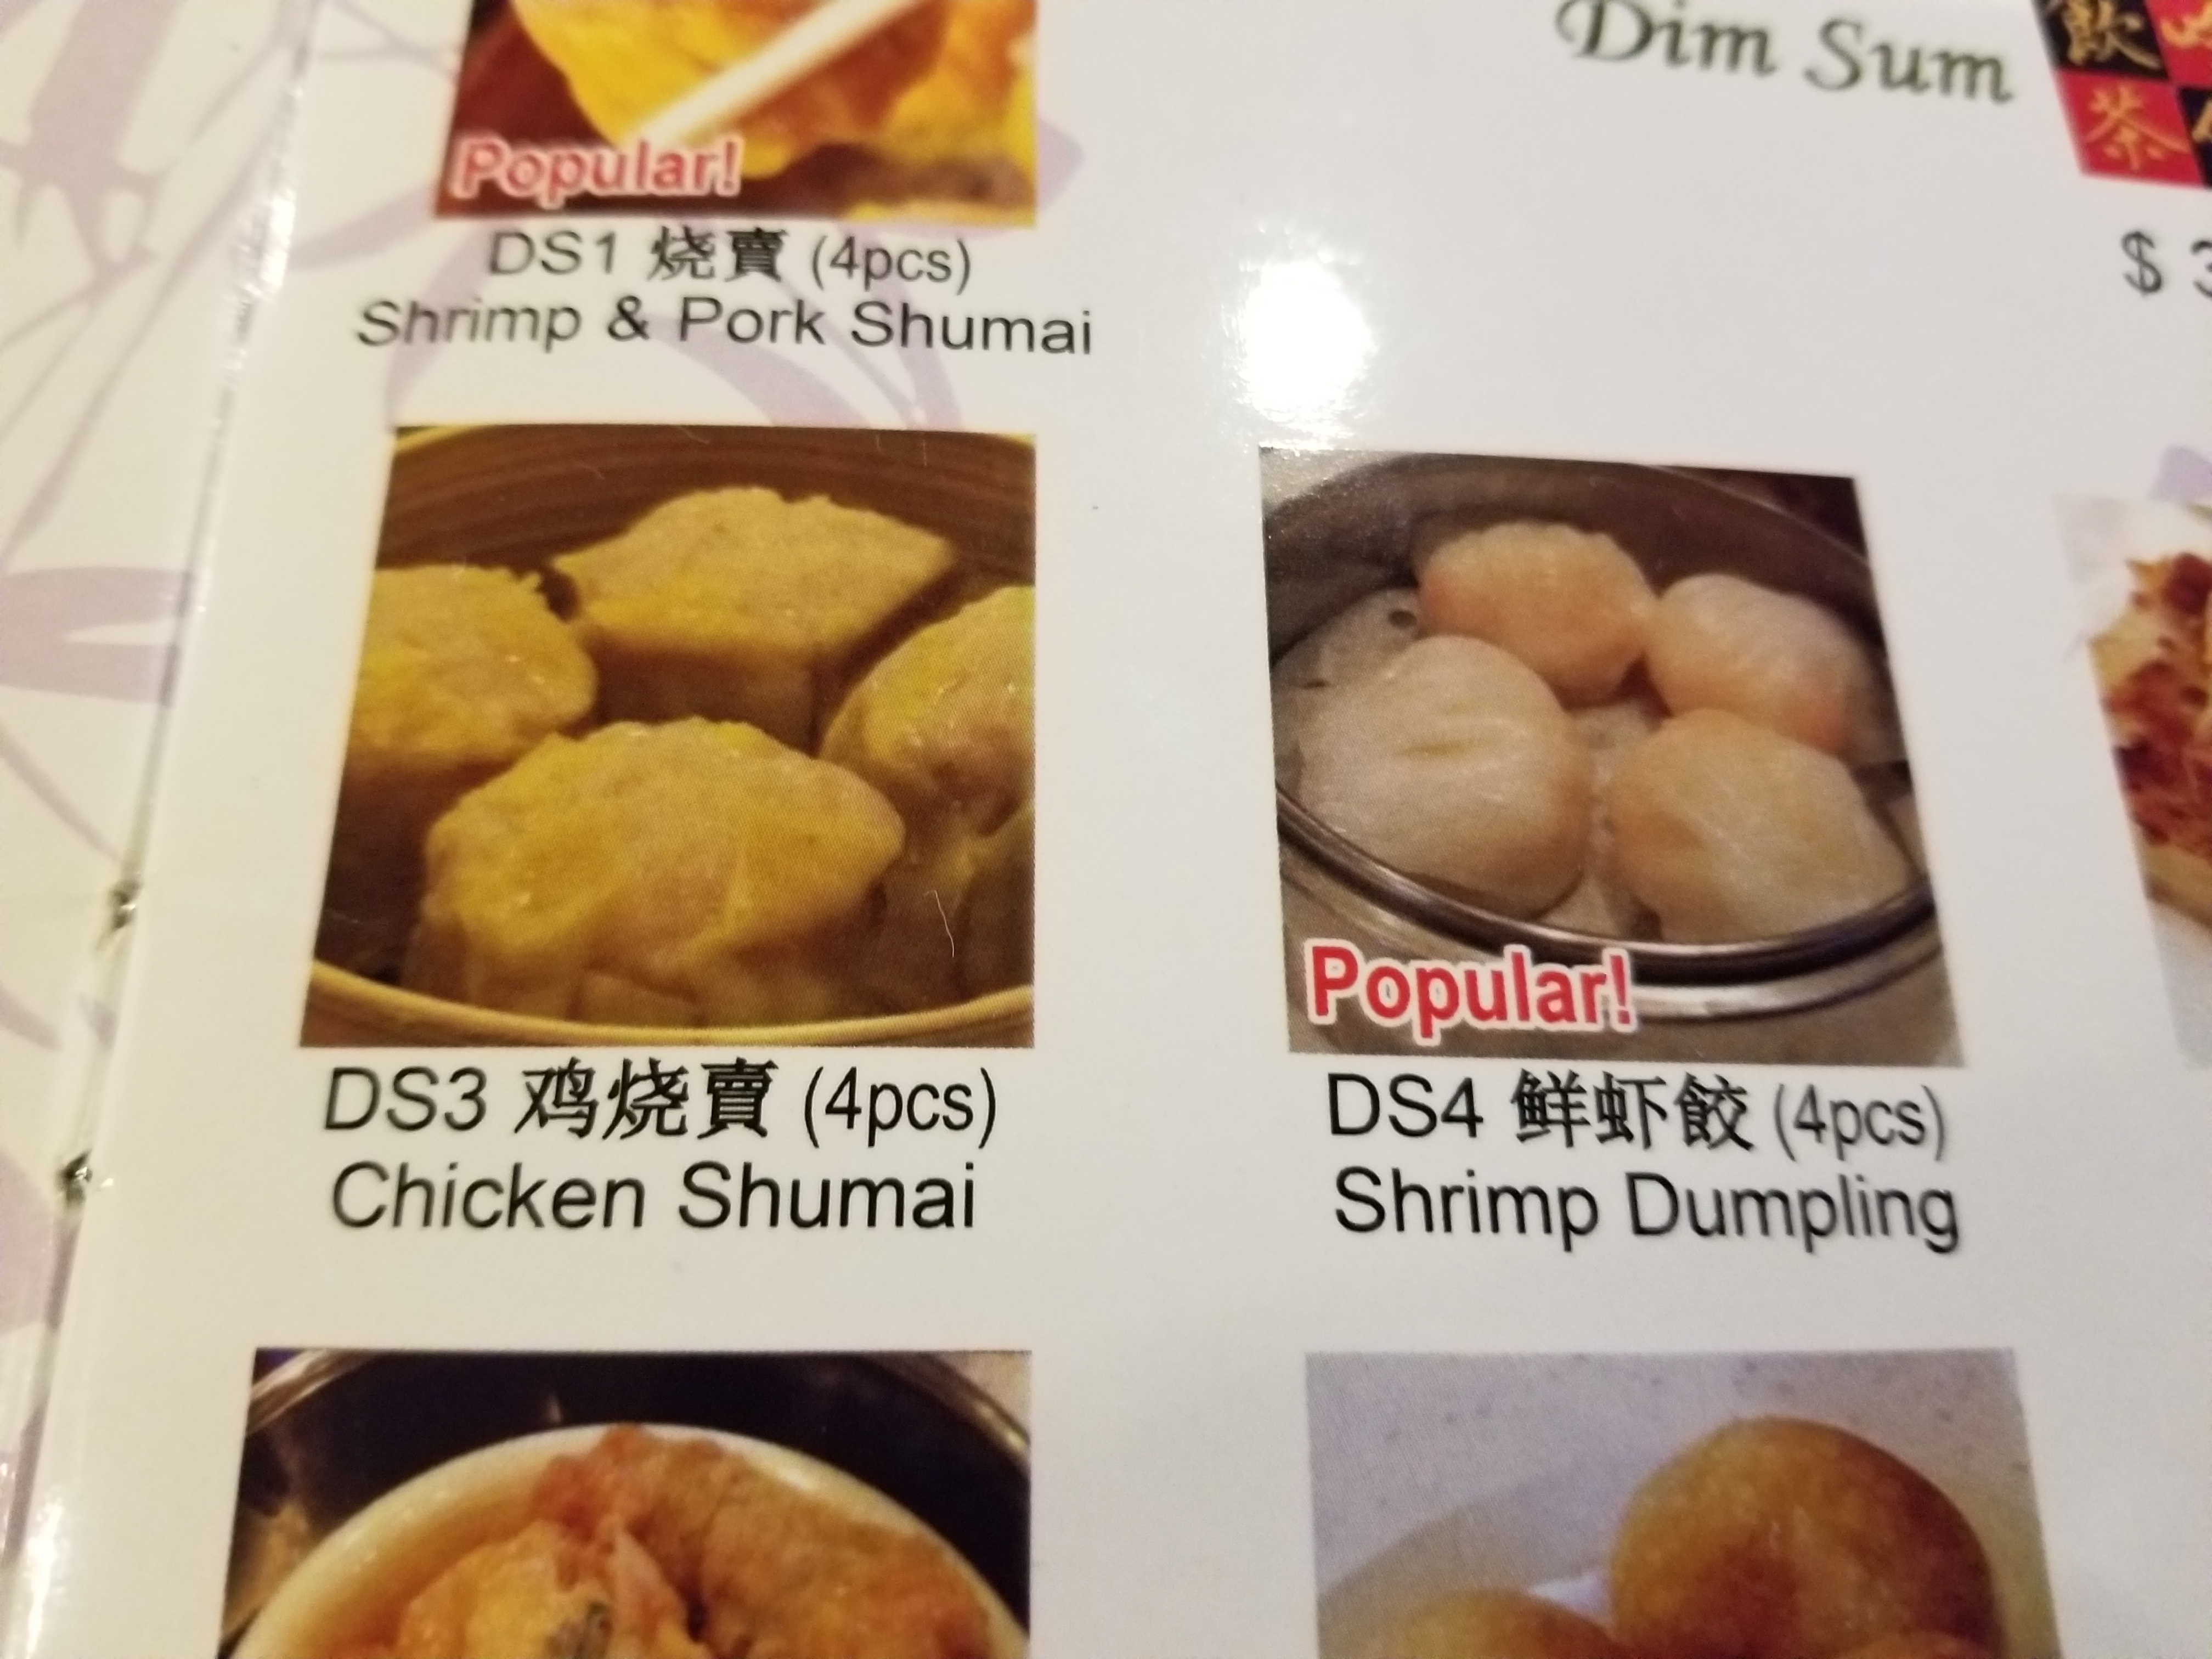 Dim Sum
飲
茶
Popular!
DS1 烧賣 (4pcs)
Shrimp & Pork Shumai
$ 3
Popular!
DS3 鸡烧賣 (4pcs)
Chicken Shumai
DS4 鲜虾餃 (4pcs)
Shrimp Dumpling